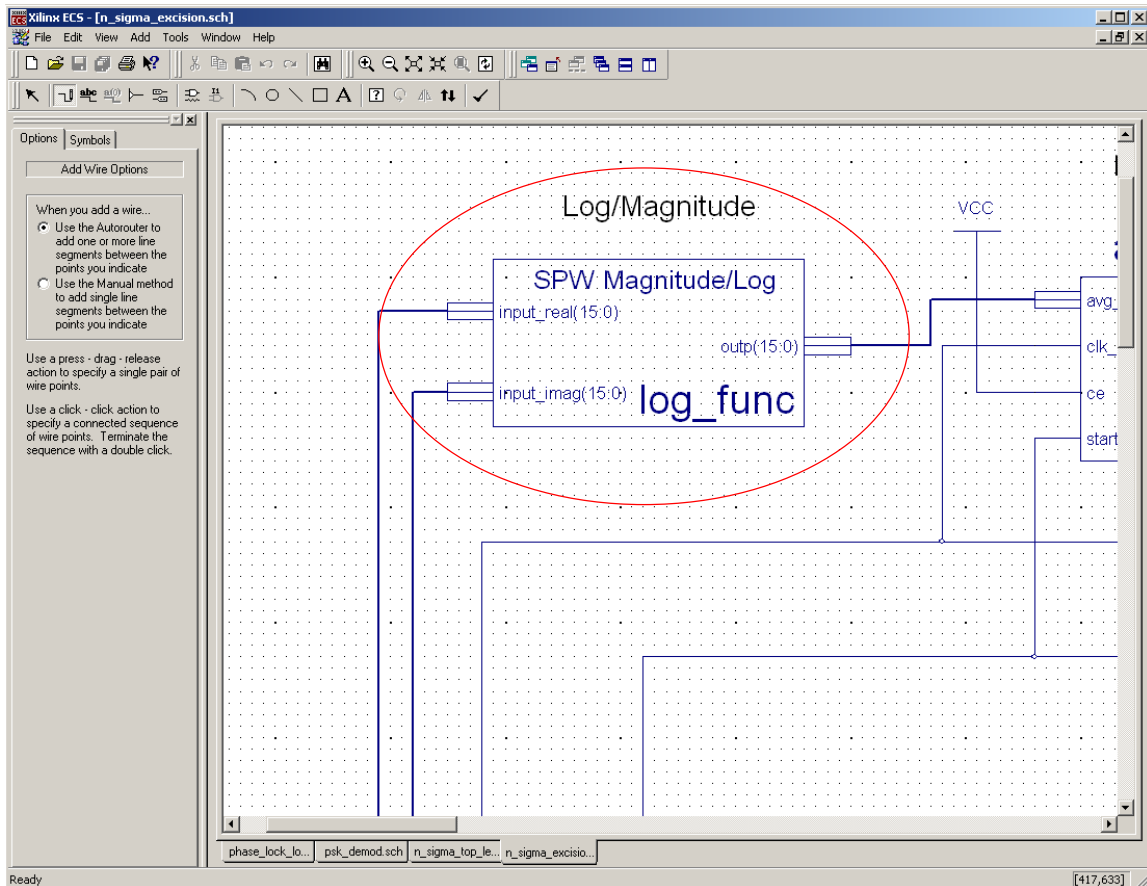 Xilinx ECS - [n_sigma_excision.sch]
File Edit View Add Tools Window Help
Options Symbols
Add Wire Options
When you add a wire...
Use the Autorouter to
add one or more line
segments between the
points you indicate
Use the Manual method
to add single line
segments between the
points you indicate
Use a press - drag - release
action to specify a single pair of
wire points.
Use a click - click action to
specify a connected sequence
of wire points. Terminate the
sequence with a double click.
Log/Magnitude
VCC
SPW Magnitude/Log
input_real(15:0)
outp(15:0)
input_imag(15:0)
log_func
avg_
clk_
ce
start
phase_lock_lo... psk_demod.sch n_sigma_top_le... n_sigma_excisio...
Ready [417,633]